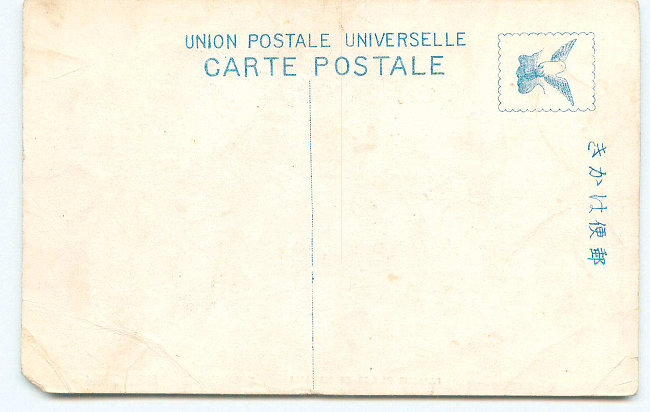 UNION POSTALE UNIVERSELLE
CARTE POSTALE
郵便はかき